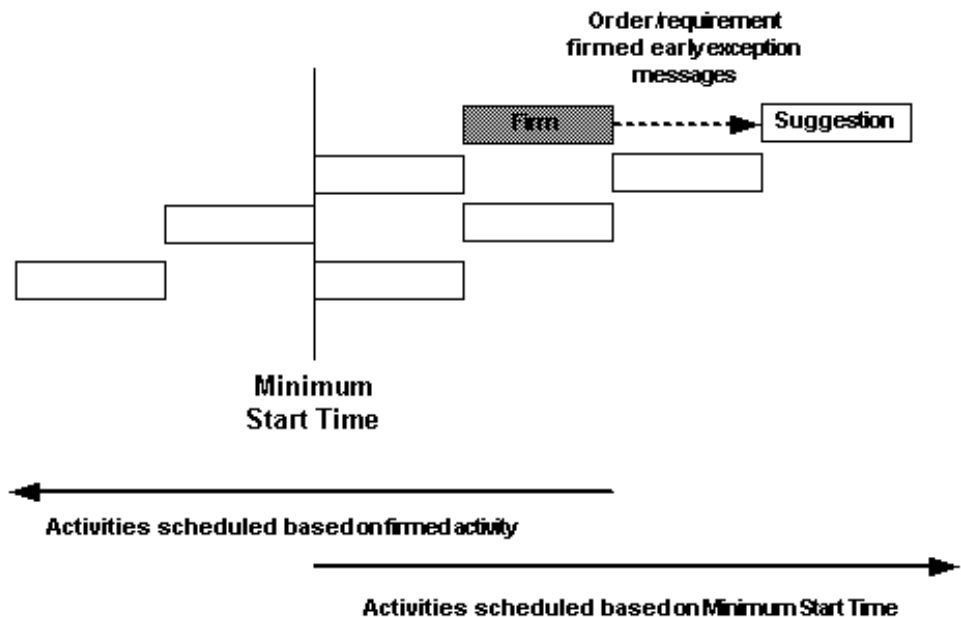 Order/requirement
firmed early exception
messages
Firm
Suggestion
Minimum
Start Time
Activities scheduled based on firmed activity
Activities scheduled based on Minimum Start Time